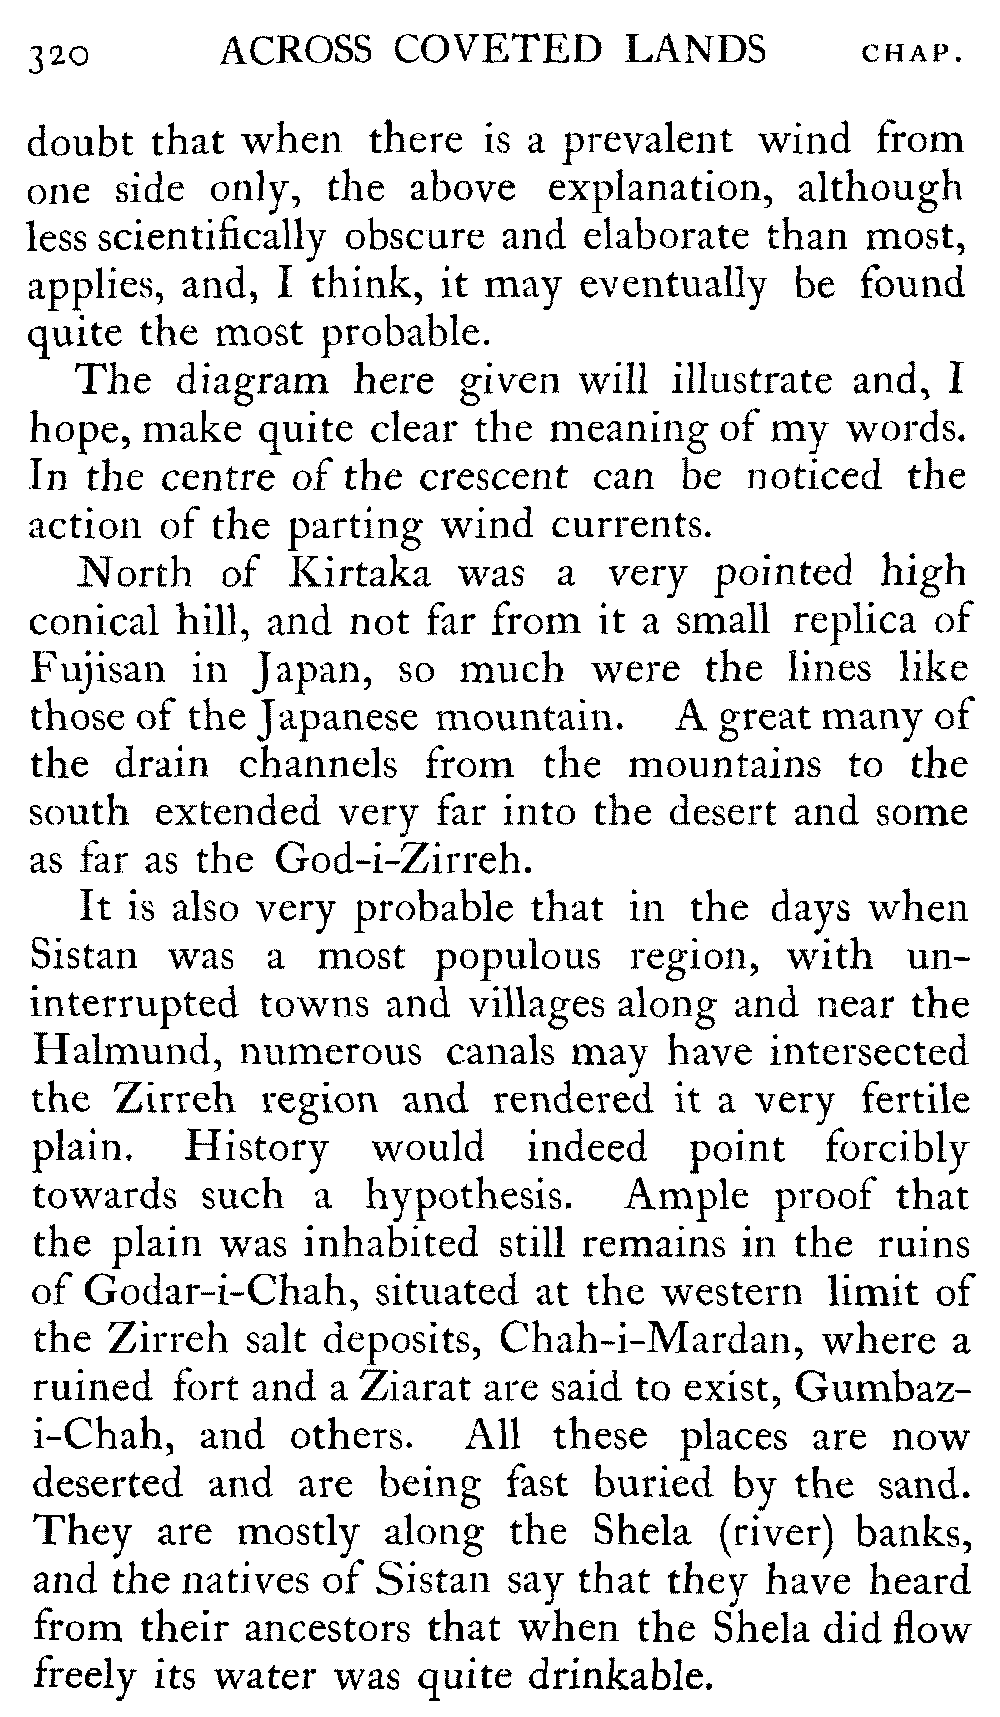 320 ACROSS COVETED LANDS CHAP.
doubt that when there is a prevalent wind from
one side only, the above explanation, although
less scientifically obscure and elaborate than most,
applies, and, I think, it may eventually be found
quite the most probable.
The diagram here given will illustrate and, I
hope, make quite clear the meaning of my words.
In the centre of the crescent can be noticed the
action of the parting wind currents.
North of Kirtaka was a very pointed high
conical hill, and not far from it a small replica of
Fujisan in Japan, so much were the lines like
those of the Japanese mountain. A great many of
the drain channels from the mountains to the
south extended very far into the desert and some
as far as the God-i-Zirreh.
It is also very probable that in the days when
Sistan was a most populous region, with un-
interrupted towns and villages along and near the
Halmund, numerous canals may have intersected
the Zirreh region and rendered it a very fertile
plain. History would indeed point forcibly
towards such a hypothesis. Ample proof that
the plain was inhabited still remains in the ruins
of Godar-i-Chah, situated at the western limit of
the Zirreh salt deposits, Chah-i-Mardan, where a
ruined fort and a Ziarat are said to exist, Gumbaz-
i-Chah, and others. All these places are now
deserted and are being fast buried by the sand.
They are mostly along the Shela (river) banks,
and the natives of Sistan say that they have heard
from their ancestors that when the Shela did flow
freely its water was quite drinkable.